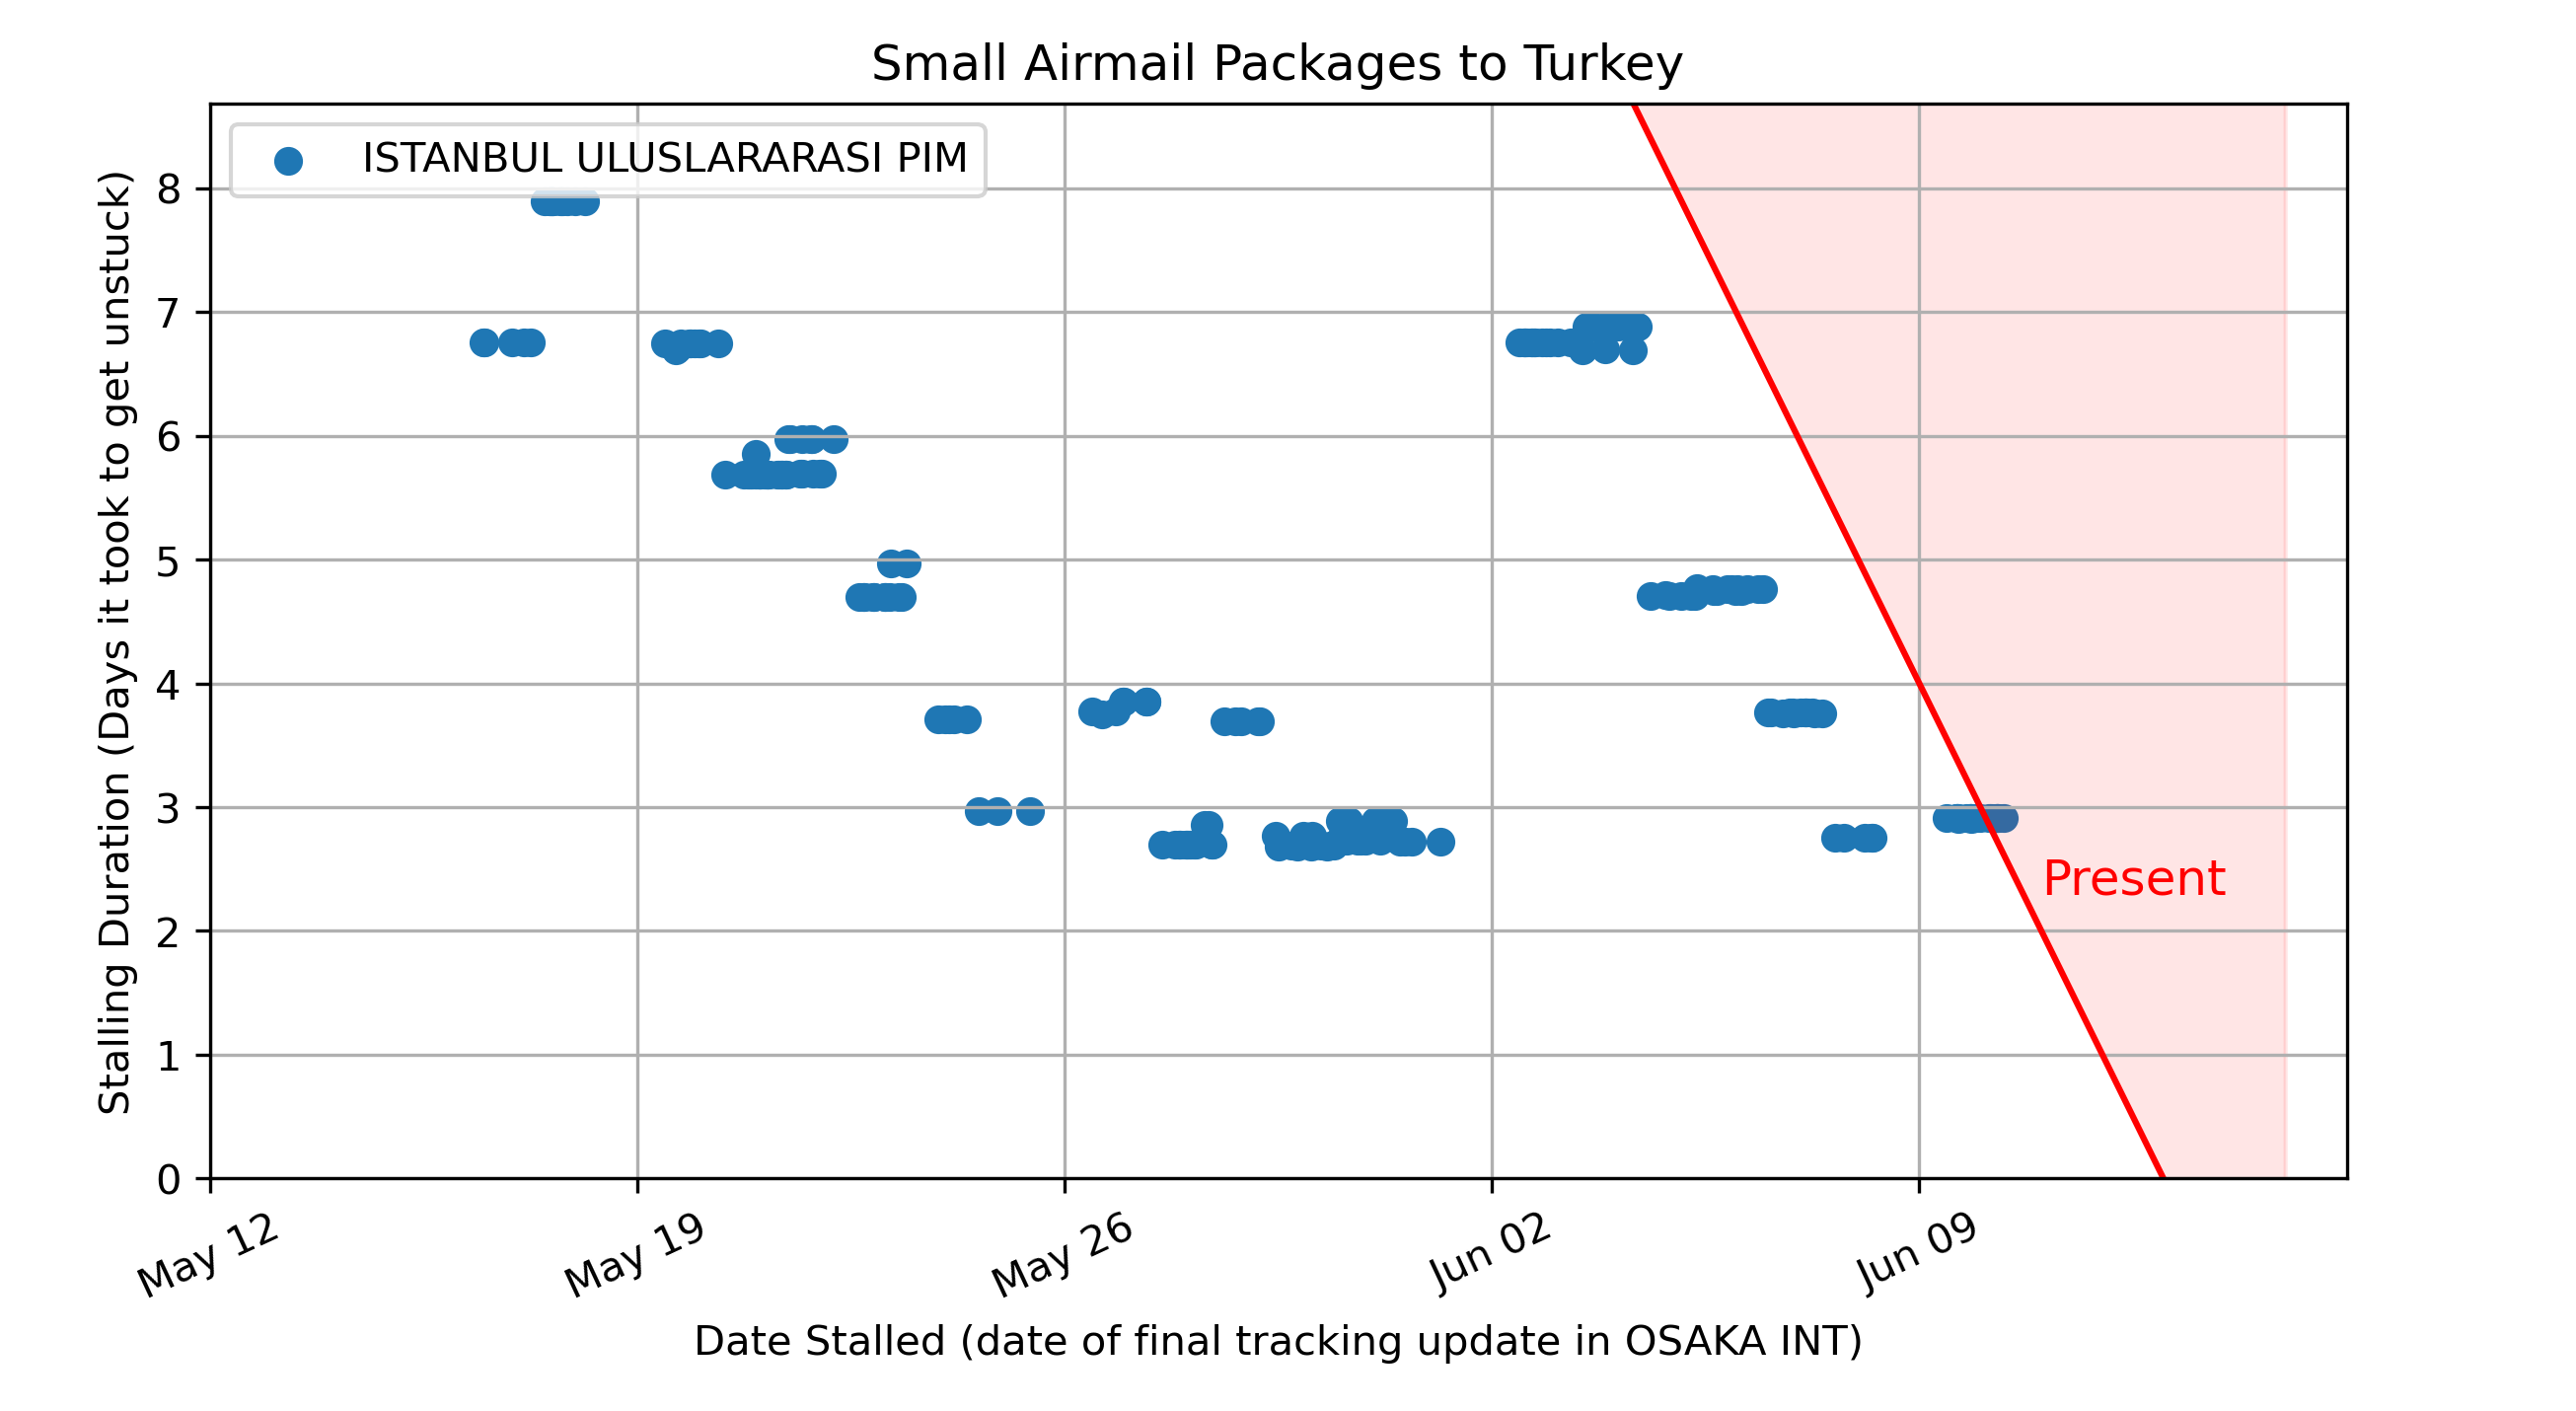 Small Airmail Packages to Turkey
ISTANBUL ULUSLARARASI PIM
Stalling Duration (Days it took to get unstuck)
8
7
6
5
4
3
2
1
0
Present
May 12
May 19
May 26
Jun 02
Jun 09
Date Stalled (date of final tracking update in OSAKA INT)